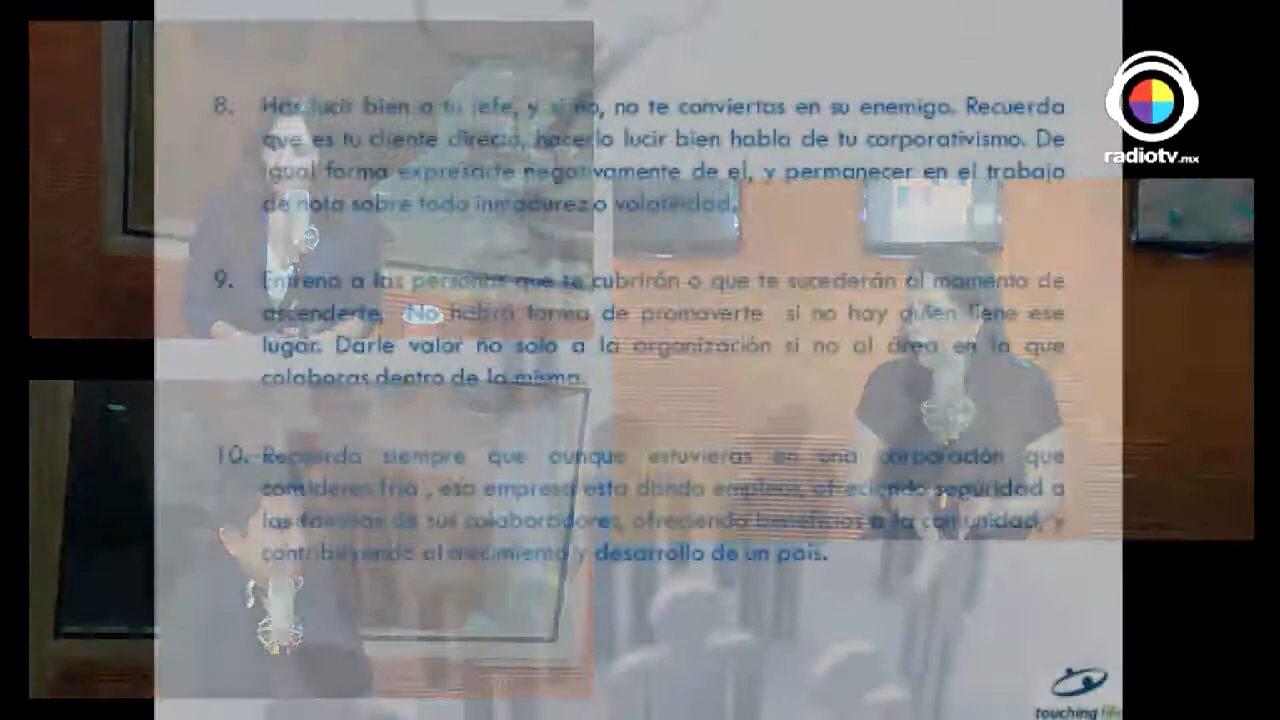 8. Has lucir bien a tu jefe, y si no, no te conviertas en su enemigo. Recuerda
que es tu cliente directo, hacerlo lucir bien habla de tu corporativismo. De
igual forma expresarte negativamente de el, y permanecer en el trabajo
de nota sobre todo inmadurez o volatilidad.
9. Entrena a las personas que te cubrirán o que te sucederán al momento de
ascenderte. No habrá forma de promoverte si no hay quien tiene ese
lugar. Darle valor no solo a la organización si no al área en la que
colaboras dentro de la misma.
10. Recuerda siempre que aunque estuvieras en una corporación que
consideres fria , esa empresa esta dando empleos, ofreciendo seguridad a
las familias de sus colaboradores, ofreciendo beneficios a la comunidad, y
contribuyendo al crecimiento y desarrollo de un país.
radiotv.mx
touching life